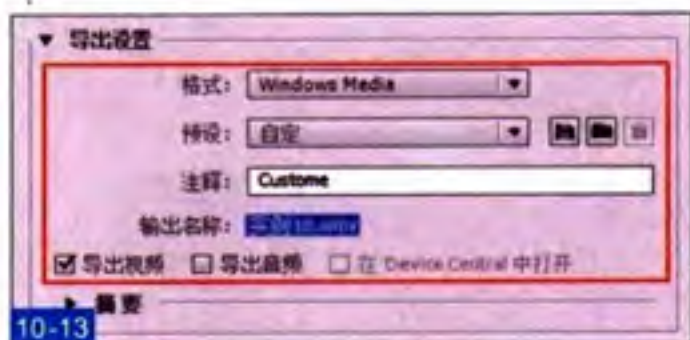 导出设置
格式: Windows Media
预设: 自定
注释: Custome
输出名称:
导出视频 导出音频 在 Device Central 中打开
摘要
10-13